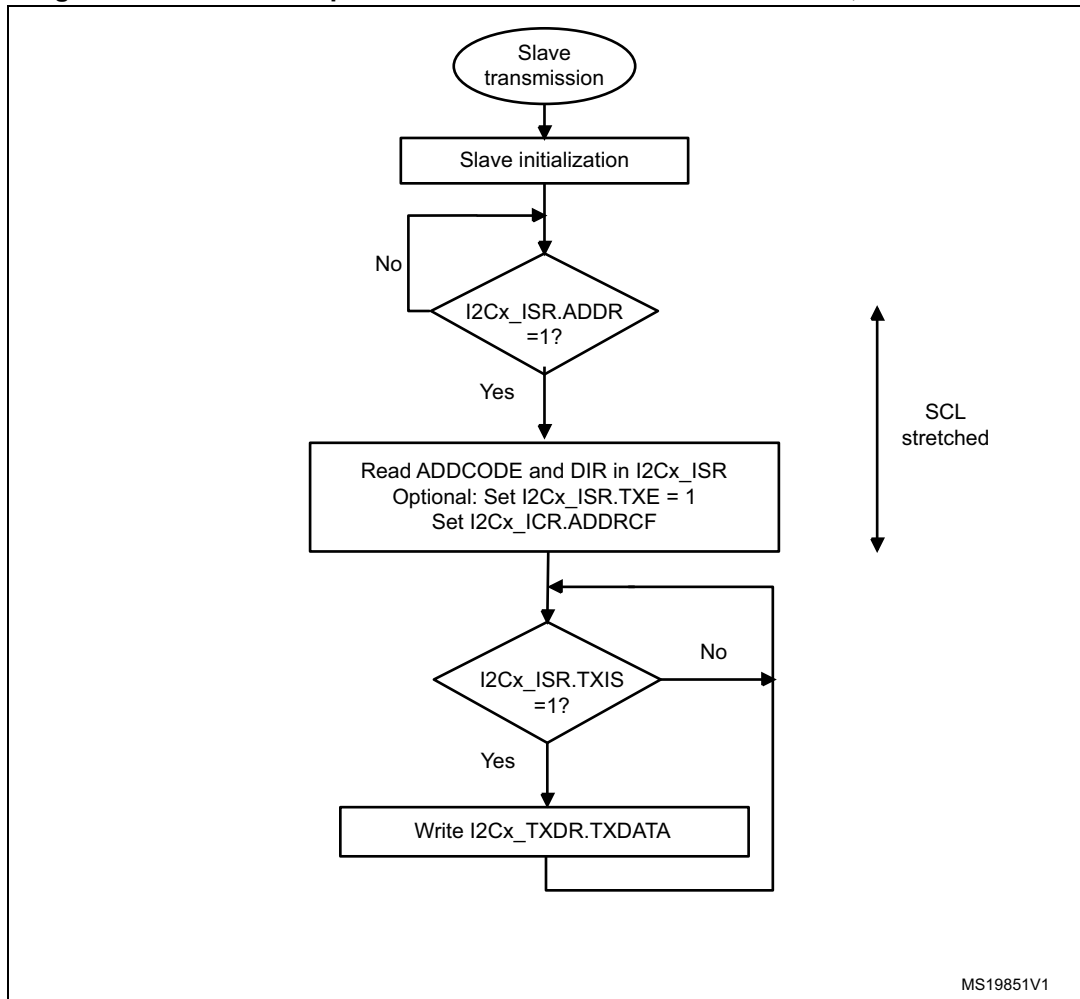 Slave
transmission
Slave initialization
No
I2Cx_ISR.ADDR
=1?
Yes
SCL
stretched
Read ADDCODE and DIR in I2Cx_ISR
Optional: Set I2Cx_ISR.TXE = 1
Set I2Cx_ICR.ADDRCF
No
I2Cx_ISR.TXIS
=1?
Yes
Write I2Cx_TXDR.TXDATA
MS19851V1